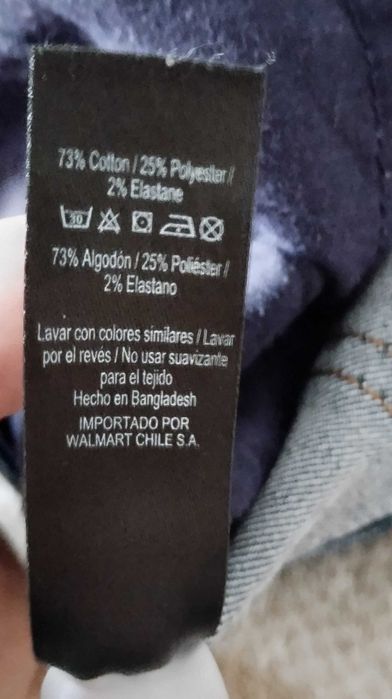 73% Cotton / 25% Polyester /
2% Elastane
30
73% Algodón / 25% Poliéster /
2% Elastano
Lavar con colores similares / Lavar
por el revés / No usar suavizante
para el tejido
Hecho en Bangladesh
IMPORTADO POR
WALMART CHILE S.A.